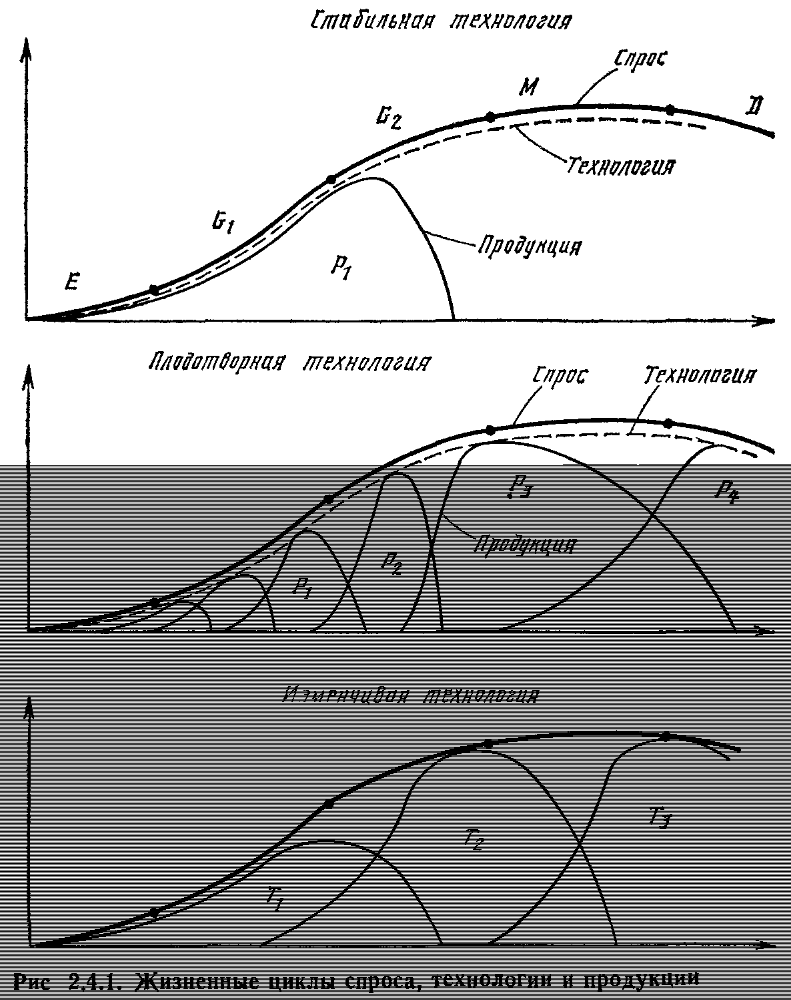 Стабильная технология
Спрос
M
D
G2
Технология
G1
Продукция
P1
E
Плодотворная технология
Спрос
Технология
P3
P4
Продукция
P2
P1
Изменчивая технология
T3
T2
T1
Рис 2.4.1. Жизненные циклы спроса, технологии и продукции